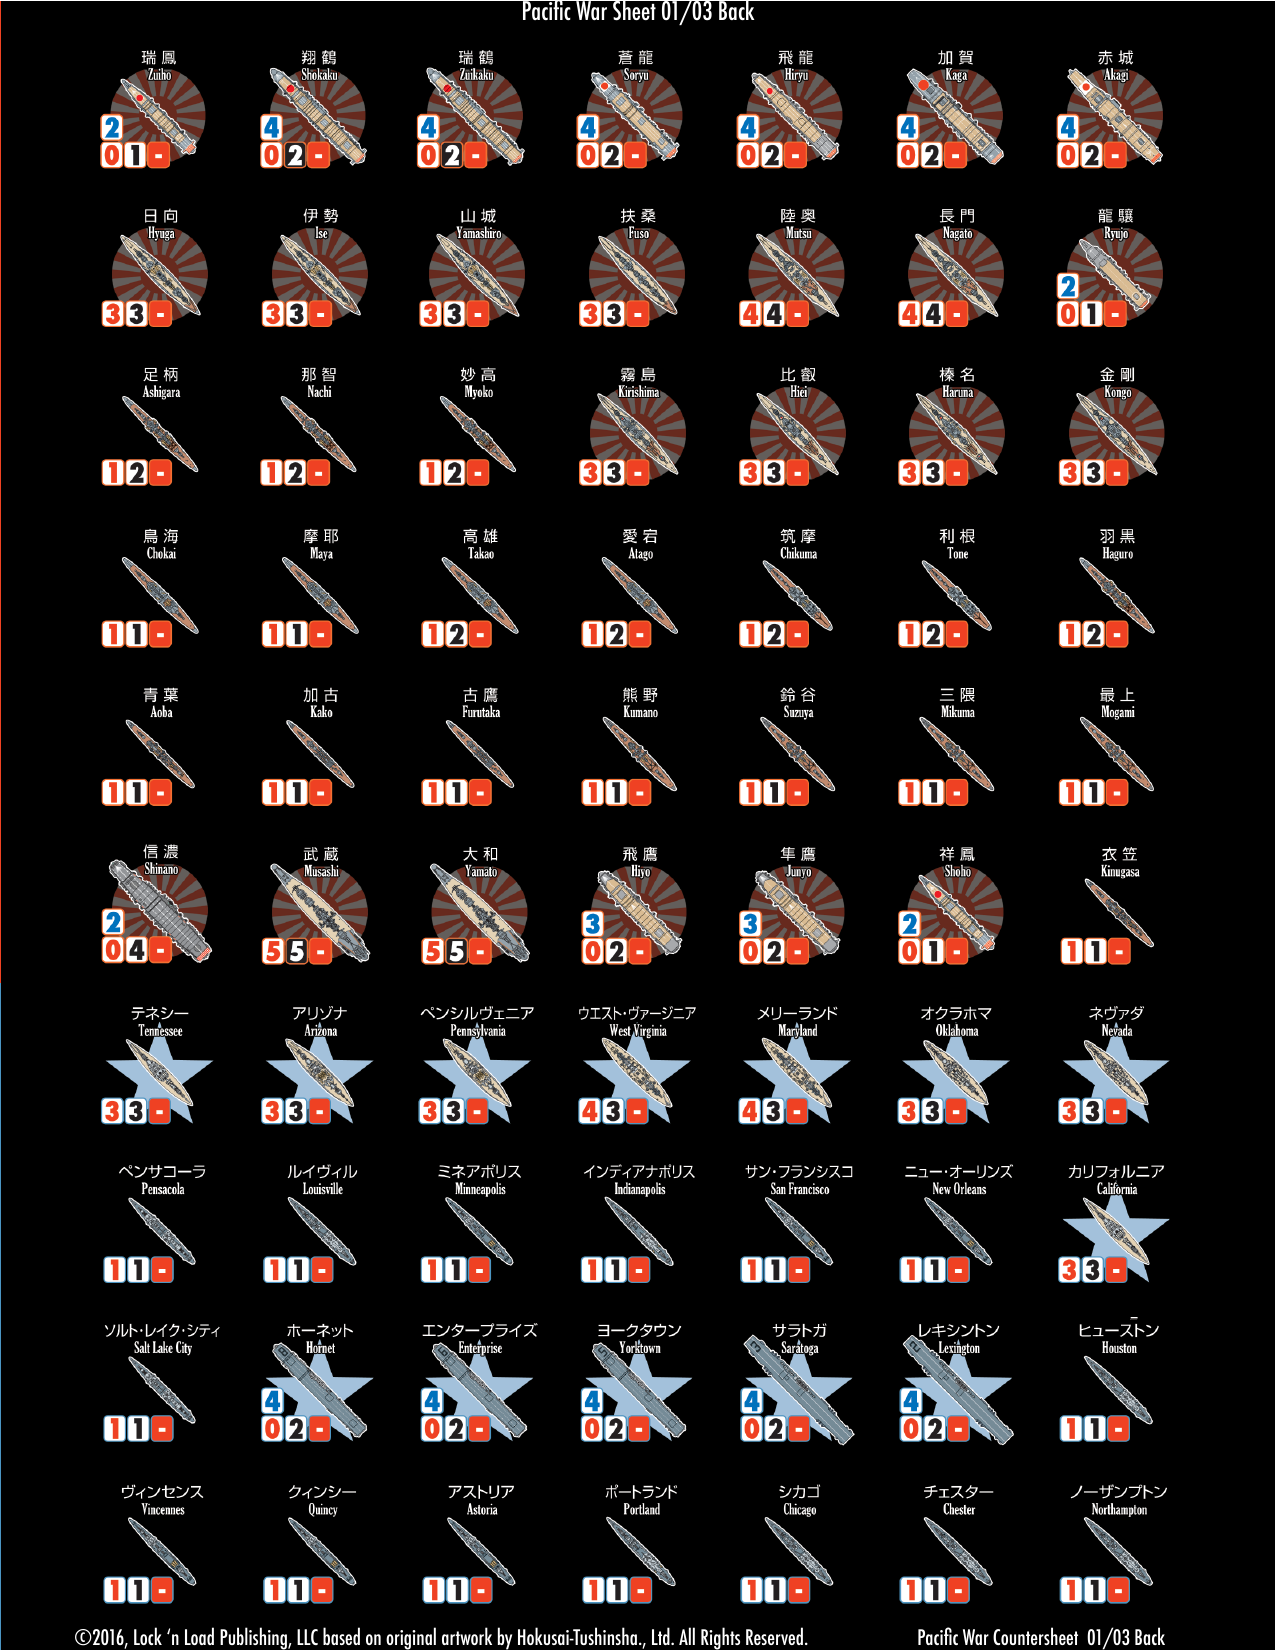 Pacific War Sheet 01/03 Back
瑞鳳 翔鶴 瑞鶴 蒼龍 飛龍 加賀 赤城
Zuiho Shokaku Zuikaku Soryu Hiryu Kaga Akagi
2 4 4 4 4 4 4
0 1 - 0 2 - 0 2 - 0 2 - 0 2 - 0 2 - 0 2 -
日向 伊勢 山城 扶桑 陸奥 長門 龍驤
Hyuga Ise Yamashiro Fuso Mutsu Nagato Ryujo
2
3 3 - 3 3 - 3 3 - 3 3 - 4 4 - 4 4 - 0 1 -
足柄 那智 妙高 霧島 比叡 榛名 金剛
Ashigara Nachi Myoko Kirishima Hiei Haruna Kongo
1 2 - 1 2 - 1 2 - 3 3 - 3 3 - 3 3 - 3 3 -
鳥海 摩耶 高雄 愛宕 筑摩 利根 羽黒
Chokai Maya Takao Atago Chikuma Tone Haguro
1 1 - 1 1 - 1 2 - 1 2 - 1 2 - 1 2 - 1 2 -
青葉 加古 古鷹 熊野 鈴谷 三隈 最上
Aoba Kako Furutaka Kumano Suzuya Mikuma Mogami
1 1 - 1 1 - 1 1 - 1 1 - 1 1 - 1 1 - 1 1 -
信濃 武蔵 大和 飛鷹 隼鷹 祥鳳 衣笠
Shinano Musashi Yamato Hiyo Junyo Shoho Kinugasa
2 3 3 2
0 4 - 5 5 - 5 5 - 0 2 - 0 2 - 0 1 - 1 1 -
テネシー アリゾナ ペンシルヴェニア ウエスト・ヴァージニア メリーランド オクラホマ ネヴァダ
Tennessee Arizona Pennsylvania West Virginia Maryland Oklahoma Nevada
3 3 - 3 3 - 3 3 - 4 3 - 4 3 - 3 3 - 3 3 -
ペンサコーラ ルイヴィル ミネアポリス インディアナポリス サン・フランシスコ ニュー・オーリンズ カリフォルニア
Pensacola Louisville Minneapolis Indianapolis San Francisco New Orleans California
1 1 - 1 1 - 1 1 - 1 1 - 1 1 - 1 1 - 3 3 -
ソルト・レイク・シティ ホーネット エンタープライズ ヨークタウン サラトガ レキシントン ヒューストン
Salt Lake City Hornet Enterprise Yorktown Saratoga Lexington Houston
8 6 5 3 2
4 4 4 4 4
1 1 - 0 2 - 0 2 - 0 2 - 0 2 - 0 2 - 1 1 -
ヴィンセンス クィンシー アストリア ポートランド シカゴ チェスター ノーザンプトン
Vincennes Quincy Astoria Portland Chicago Chester Northampton
1 1 - 1 1 - 1 1 - 1 1 - 1 1 - 1 1 - 1 1 -
©2016, Lock ‘n Load Publishing, LLC based on original artwork by Hokusai-Tushinsha., Ltd. All Rights Reserved. Pacific War Countersheet 01/03 Back